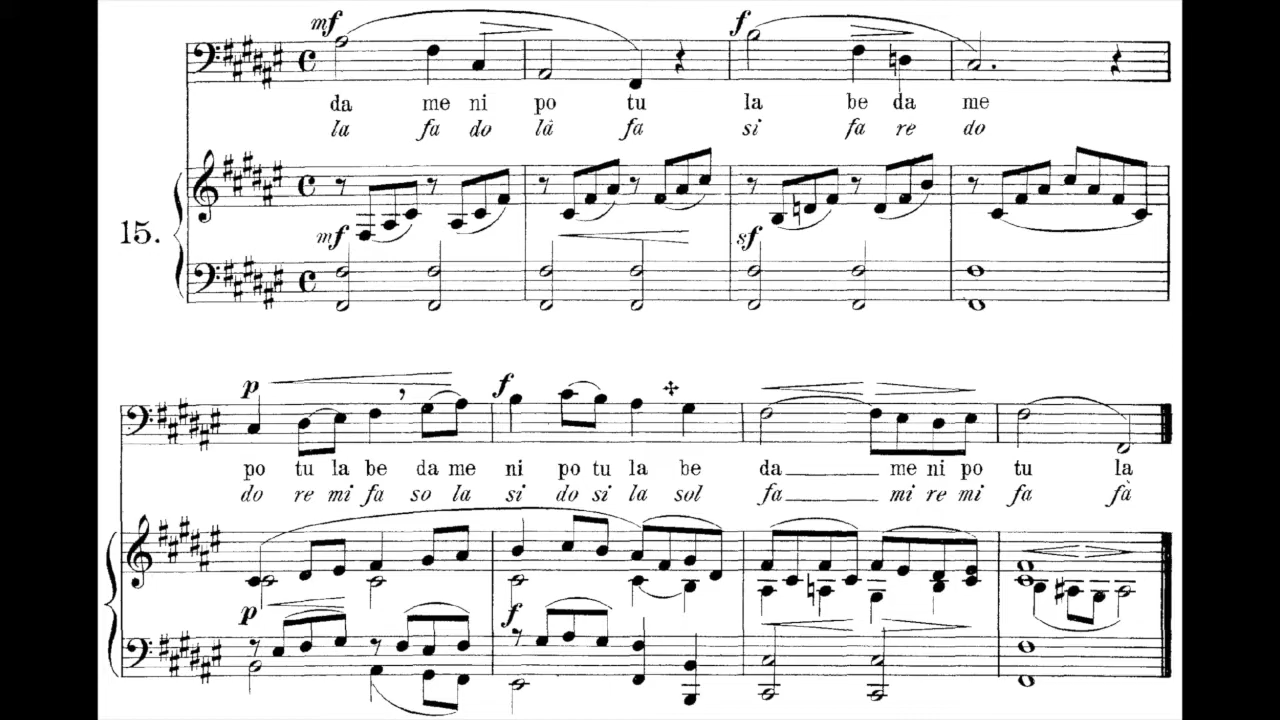 mf f
da me ni po tu la be da me
la fa do là fa si fa re do
15.
mf sf
p f
po tu la be da me ni po tu la be da me ni po tu la
do re mi fa so la si do si la sol fa mi re mi fa fà
p f